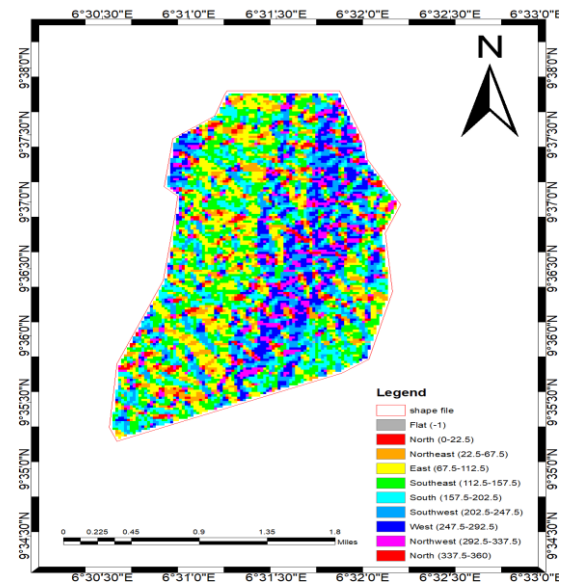 6°30'30"E 6°31'0"E 6°31'30"E 6°32'0"E 6°32'30"E 6°33'0"E
N
9°38'0"N 9°38'0"N
9°37'30"N 9°37'30"N
9°37'0"N 9°37'0"N
9°36'30"N 9°36'30"N
9°36'0"N 9°36'0"N
9°35'30"N 9°35'30"N
9°35'0"N 9°35'0"N
9°34'30"N 9°34'30"N
Legend
shape file
Flat (-1)
North (0-22.5)
Northeast (22.5-67.5)
East (67.5-112.5)
Southeast (112.5-157.5)
South (157.5-202.5)
Southwest (202.5-247.5)
West (247.5-292.5)
Northwest (292.5-337.5)
North (337.5-360)
0 0.225 0.45 0.9 1.35 1.8
Miles
6°30'30"E 6°31'0"E 6°31'30"E 6°32'0"E 6°32'30"E 6°33'0"E